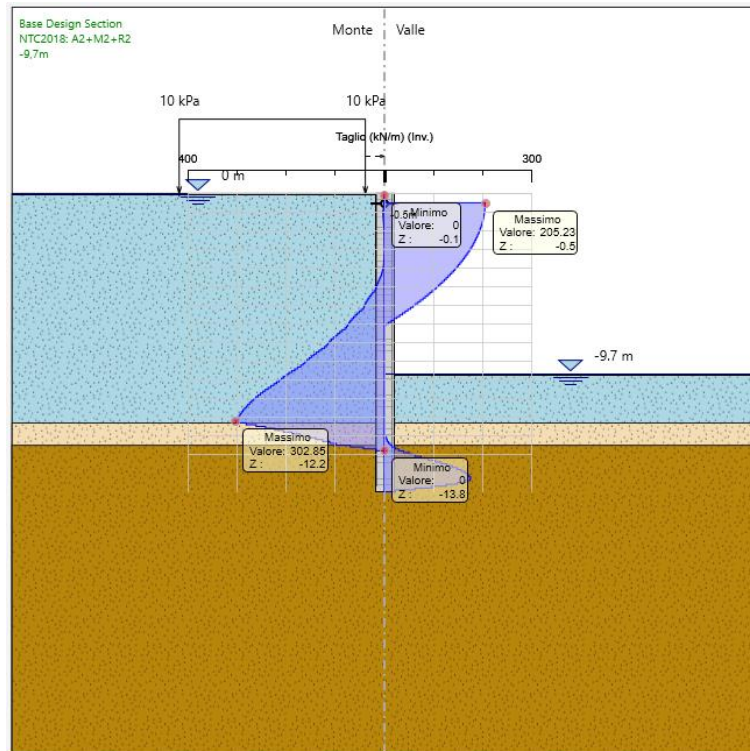 Base Design Section
NTC2018: A2+M2+R2
-9,7m
Monte
Valle
10 kPa
10 kPa
Taglio (kN/m) (Inv.)
400
300
0 m
-0.5m
Minimo
Valore: 0
Z : -0.1
Massimo
Valore: 205.23
Z : -0.5
-9.7 m
Massimo
Valore: 302.85
Z : -12.2
Minimo
Valore: 0
Z : -13.8